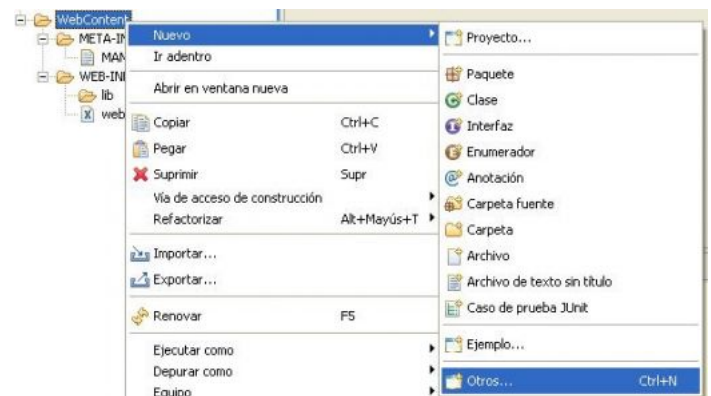 WebContent
META-IN
MAN
WEB-INF
lib
web
Nuevo
Ir adentro
Abrir en ventana nueva
Copiar Ctrl+C
Pegar Ctrl+V
Suprimir Supr
Vía de acceso de construcción
Refactorizar Alt+Mayús+T
Importar...
Exportar...
Renovar F5
Ejecutar como
Depurar como
Equipo
Proyecto...
Paquete
Clase
Interfaz
Enumerador
Anotación
Carpeta fuente
Carpeta
Archivo
Archivo de texto sin título
Caso de prueba JUnit
Ejemplo...
Otros... Ctrl+N